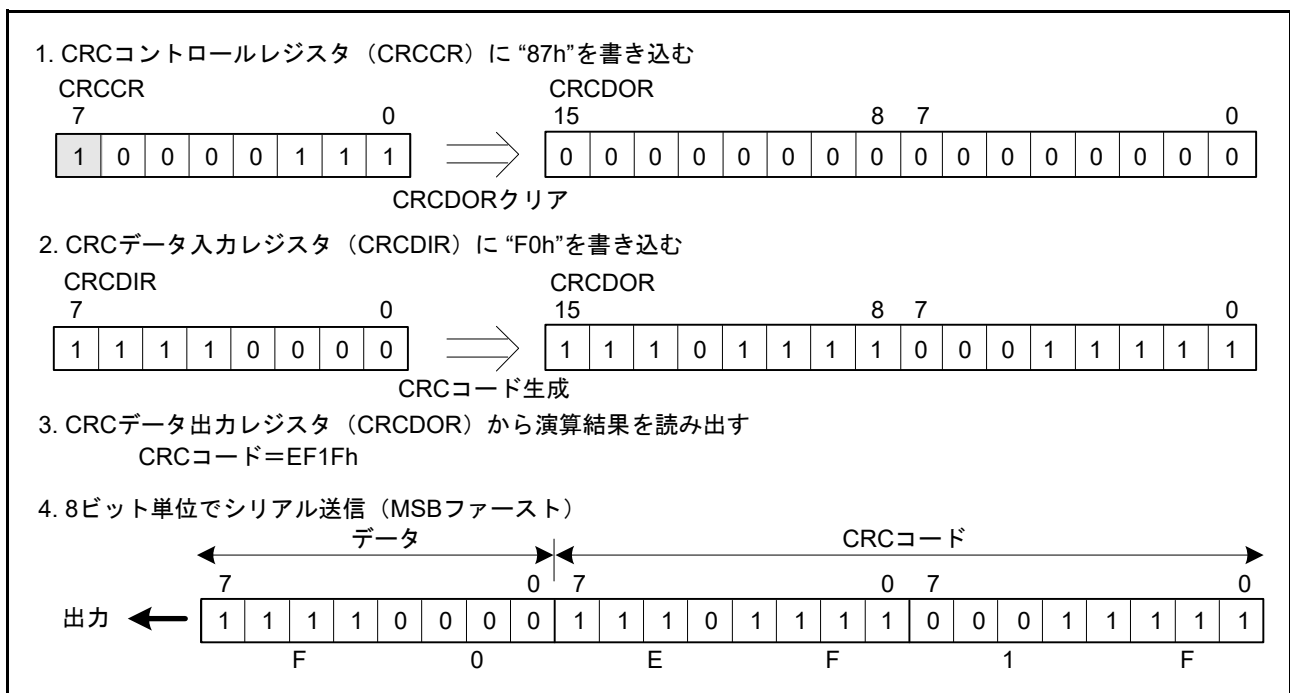 1. CRCコントロールレジスタ（CRCCR）に “87h”を書き込む
CRCCR CRCDOR
7 0 15 8 7 0
1 0 0 0 0 1 1 1 0 0 0 0 0 0 0 0 0 0 0 0 0 0 0 0
CRCDORクリア
2. CRCデータ入力レジスタ（CRCDIR）に “F0h”を書き込む
CRCDIR CRCDOR
7 0 15 8 7 0
1 1 1 1 0 0 0 0 1 1 1 0 1 1 1 1 0 0 0 1 1 1 1 1
CRCコード生成
3. CRCデータ出力レジスタ（CRCDOR）から演算結果を読み出す
CRCコード＝EF1Fh
4. 8ビット単位でシリアル送信（MSBファースト）
データ CRCコード
7 0 7 0 7 0
出力 1 1 1 1 0 0 0 0 1 1 1 0 1 1 1 1 0 0 0 1 1 1 1 1
F 0 E F 1 F